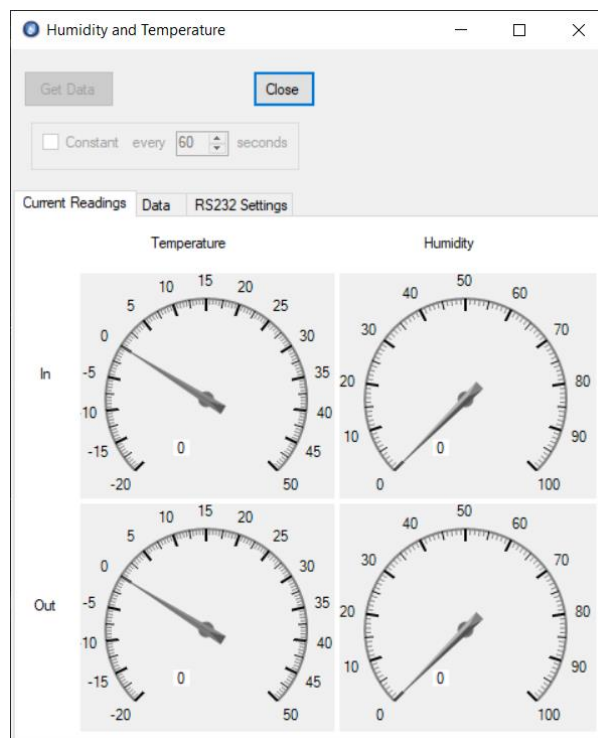 Humidity and Temperature
Get Data Close
Constant every 60 seconds
Current Readings Data RS232 Settings
Temperature Humidity
In
-20 -15 -10 -5 0 5 10 15 20 25 30 35 40 45 50
0
0 10 20 30 40 50 60 70 80 90 100
0
Out
-20 -15 -10 -5 0 5 10 15 20 25 30 35 40 45 50
0
0 10 20 30 40 50 60 70 80 90 100
0